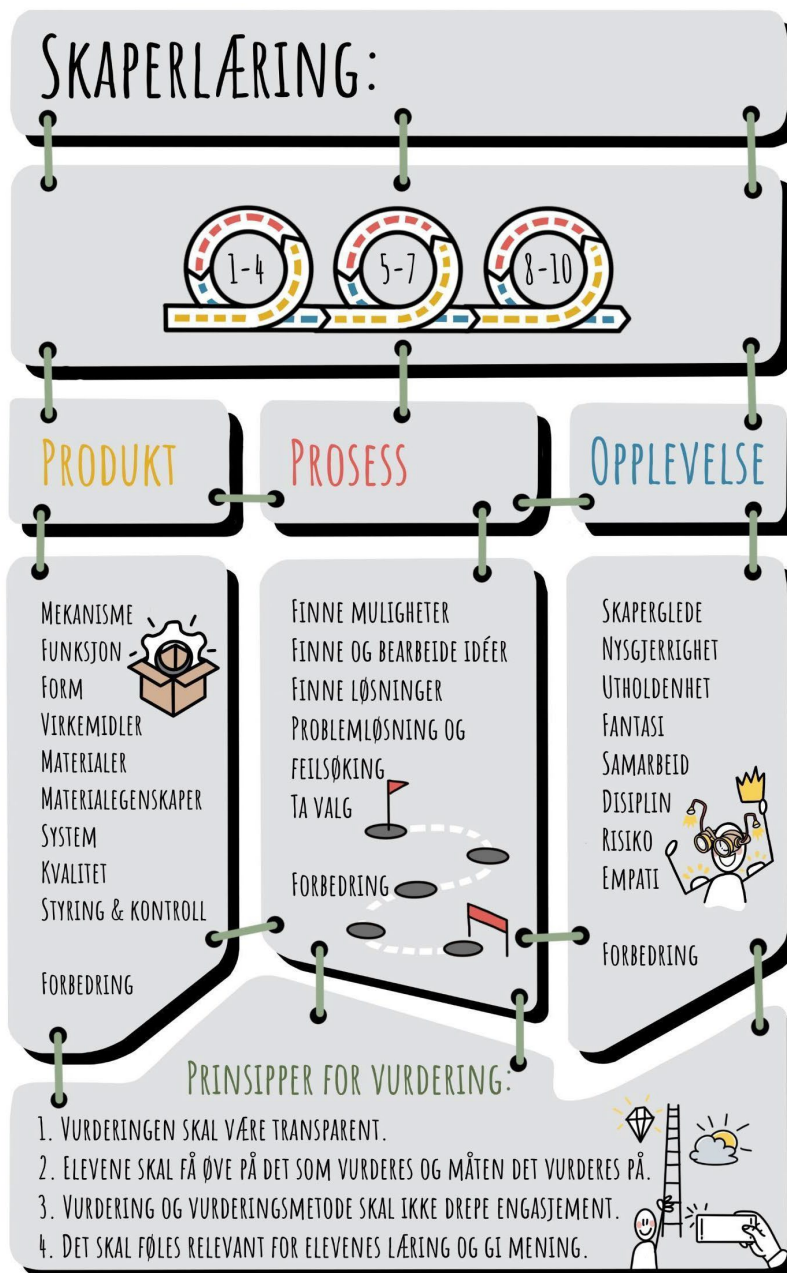 SKAPERLÆRING:
1-4
5-7
8-10
PRODUKT
PROSESS
OPPLEVELSE
MEKANISME
FUNKSJON
FORM
VIRKEMIDLER
MATERIALER
MATERIALEGENSKAPER
SYSTEM
KVALITET
STYRING & KONTROLL
FORBEDRING
FINNE MULIGHETER
FINNE OG BEARBEIDE IDÉER
FINNE LØSNINGER
PROBLEMLØSNING OG
FEILSØKING
TA VALG
FORBEDRING
SKAPERGLEDE
NYSGJERRIGHET
UTHOLDENHET
FANTASI
SAMARBEID
DISIPLIN
RISIKO
EMPATI
FORBEDRING
PRINSIPPER FOR VURDERING:
1. VURDERINGEN SKAL VÆRE TRANSPARENT.
2. ELEVENE SKAL FÅ ØVE PÅ DET SOM VURDERES OG MÅTEN DET VURDERES PÅ.
3. VURDERING OG VURDERINGSMETODE SKAL IKKE DREPE ENGASJEMENT.
4. DET SKAL FØLES RELEVANT FOR ELEVENES LÆRING OG GI MENING.